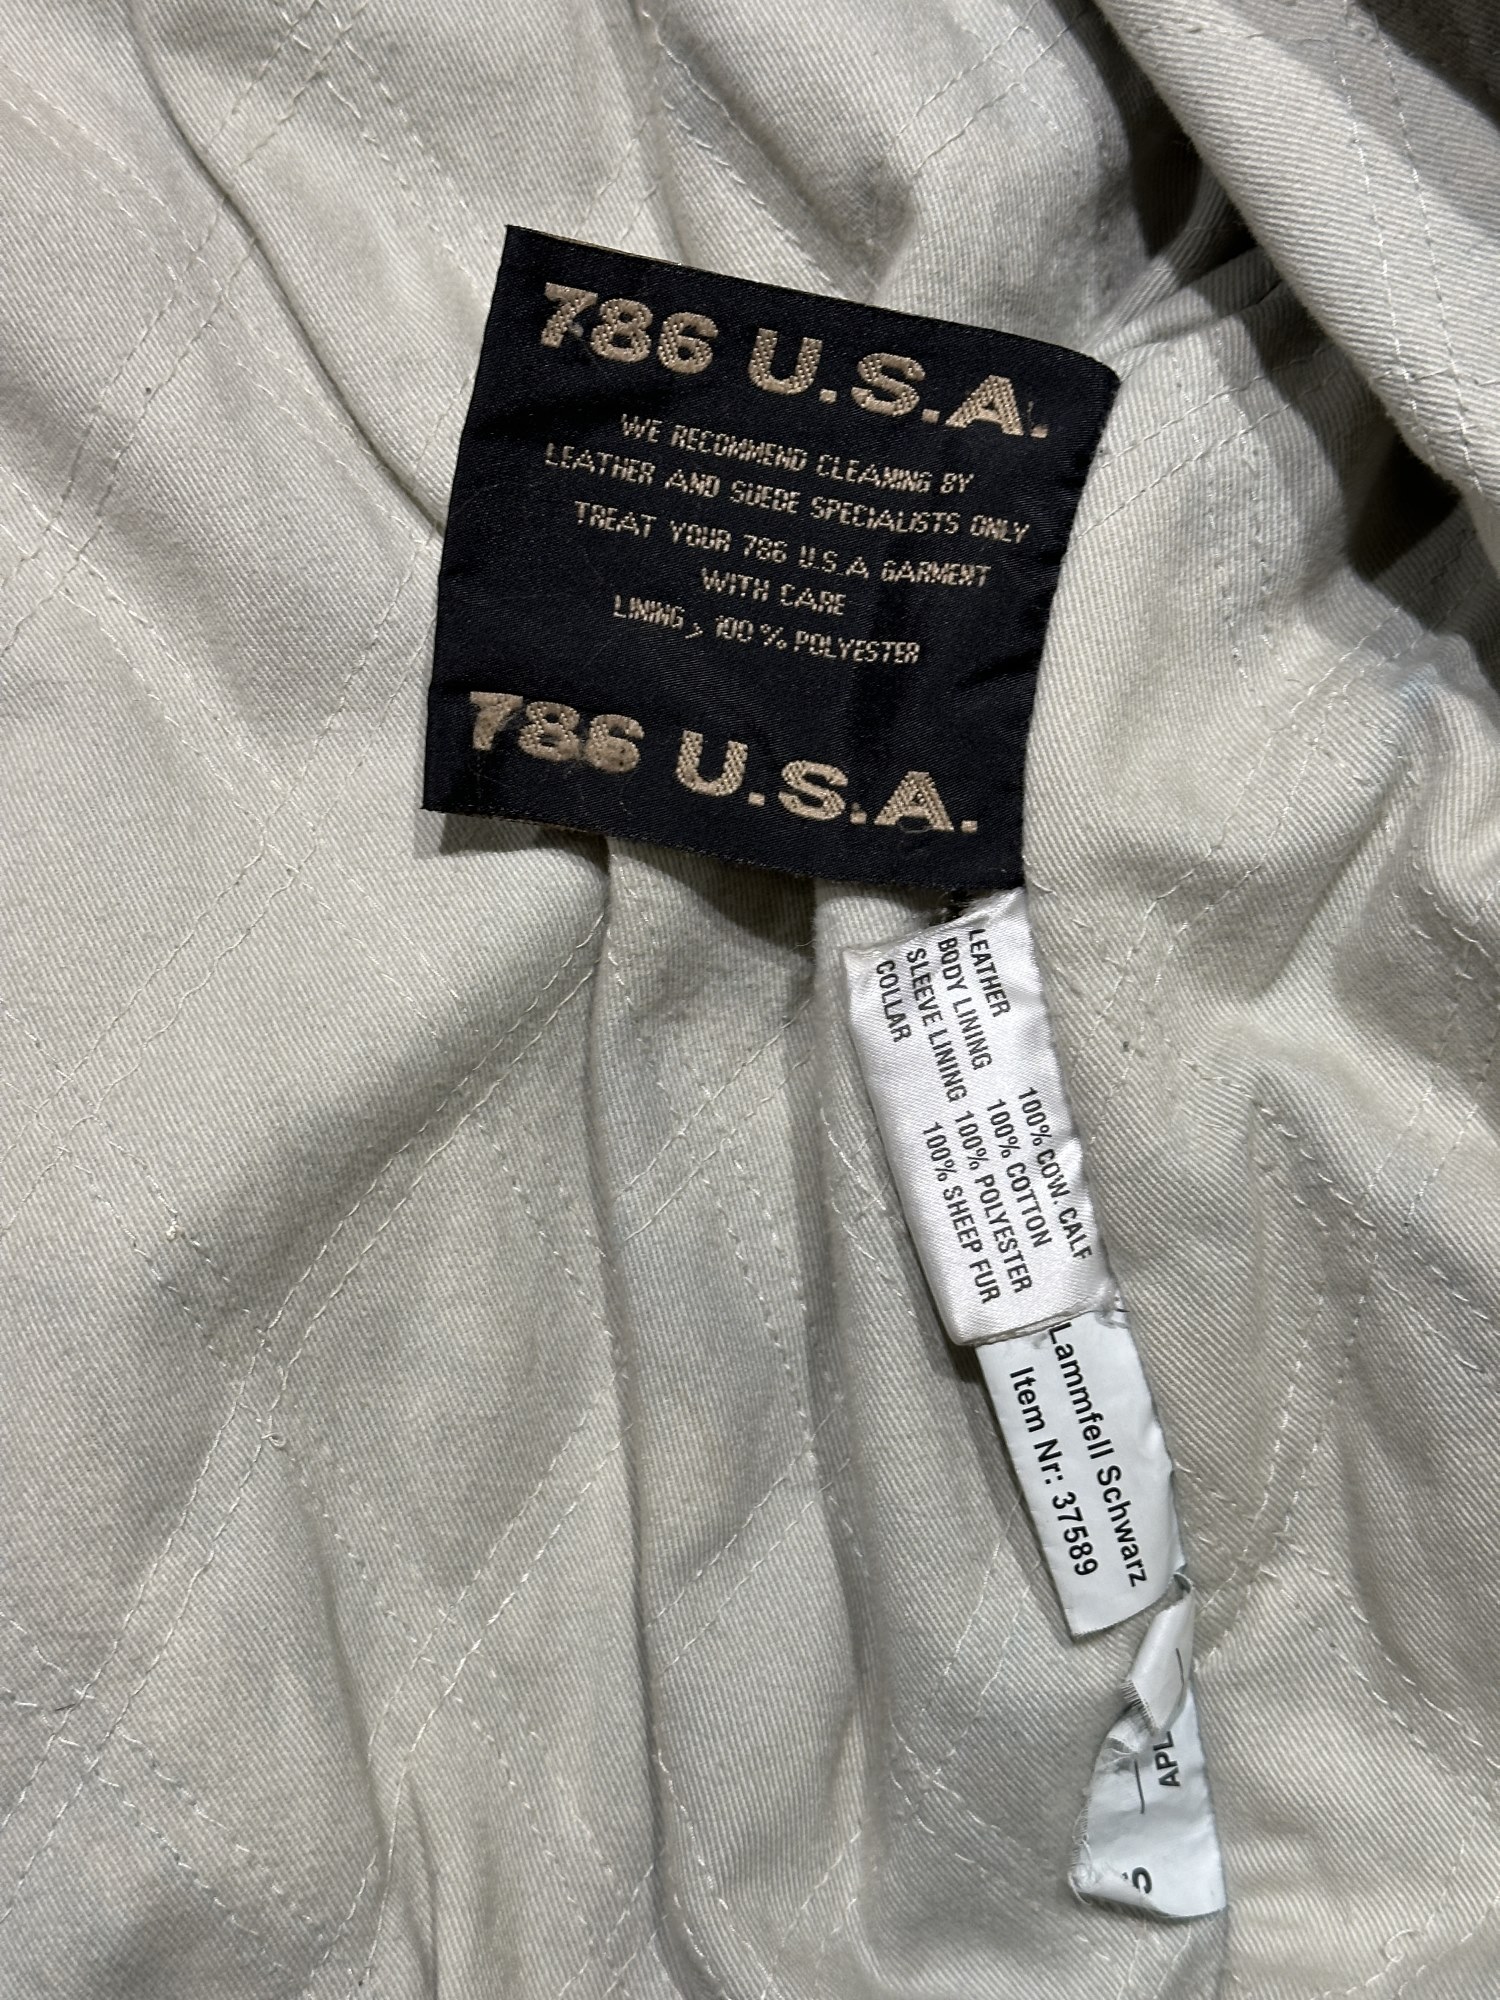 786 U.S.A.
WE RECOMMEND CLEANING BY
LEATHER AND SUEDE SPECIALISTS ONLY
TREAT YOUR 786 U.S.A GARMENT
WITH CARE
LINING > 100 % POLYESTER
786 U.S.A.
LEATHER 100% COW. CALF
BODY LINING 100% COTTON
SLEEVE LINING 100% POLYESTER
COLLAR 100% SHEEP FUR
Lammfell Schwarz
Item Nr: 37589
APL